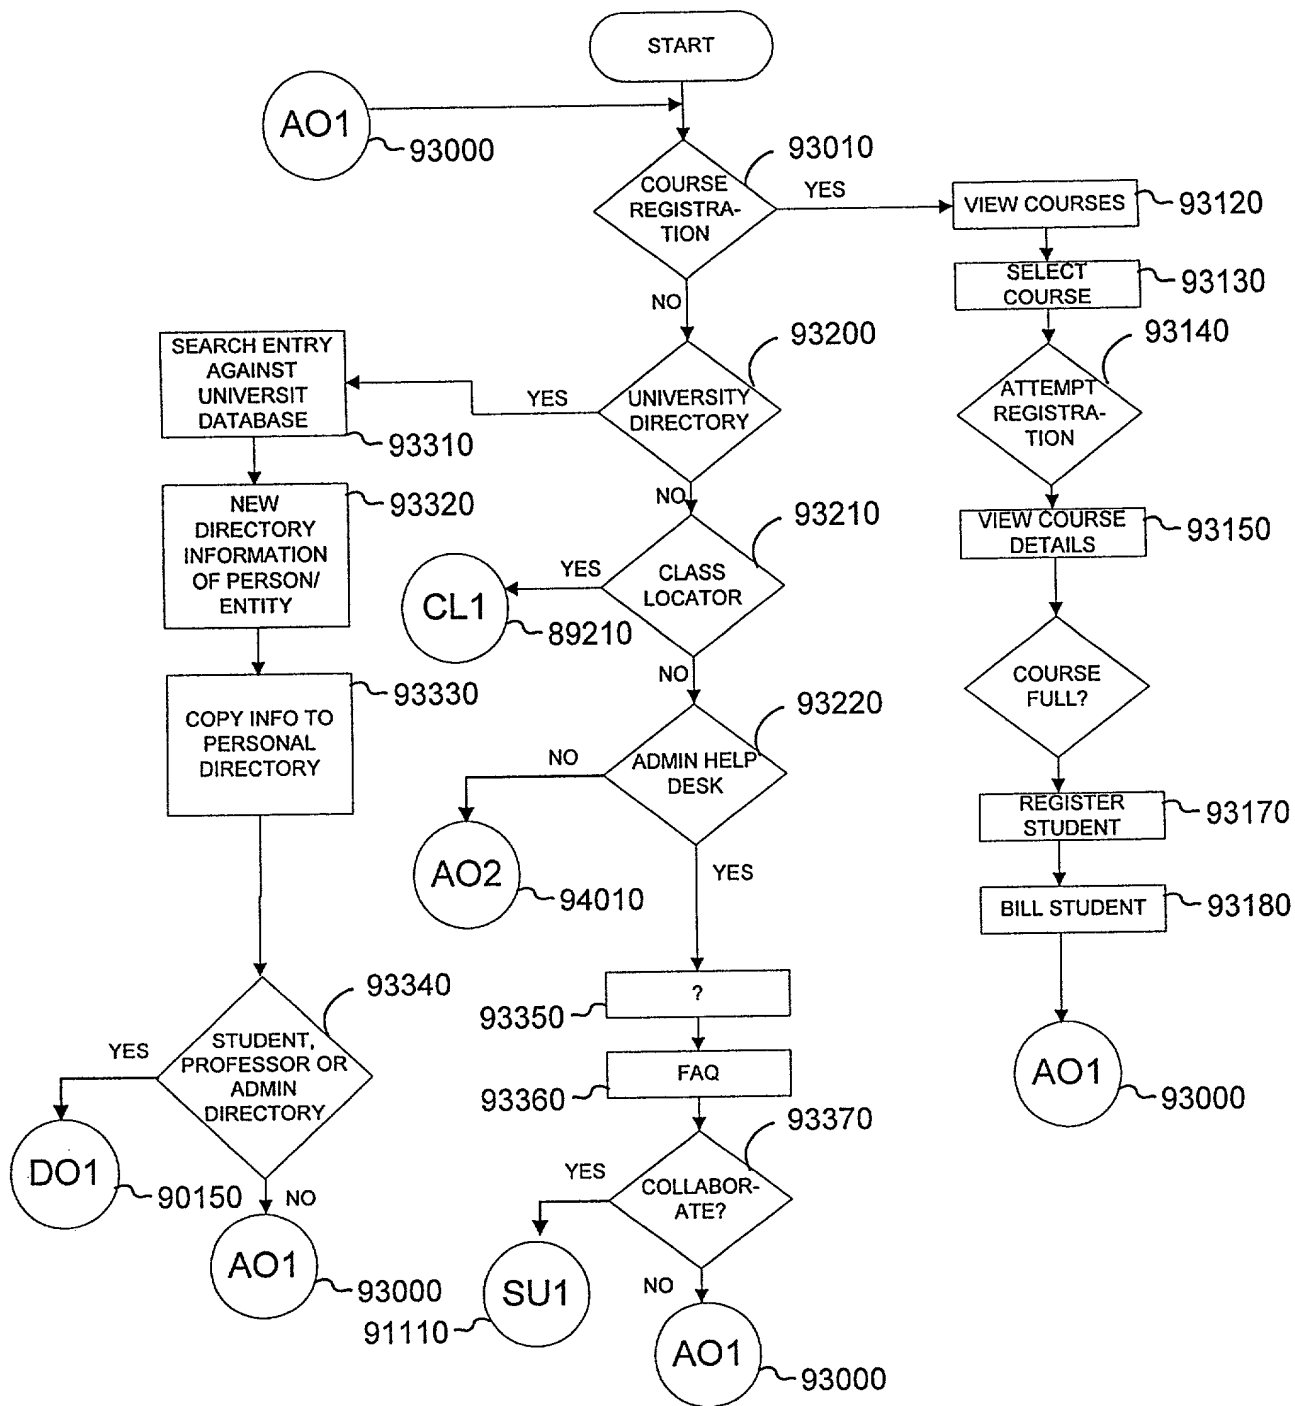 START
AO1
93000
93010
COURSE
REGISTRA-
TION
YES
VIEW COURSES
93120
SELECT
COURSE
93130
NO
93140
ATTEMPT
REGISTRA-
TION
93200
UNIVERSITY
DIRECTORY
YES
SEARCH ENTRY
AGAINST
UNIVERSIT
DATABASE
93310
NO
93320
NEW
DIRECTORY
INFORMATION
OF PERSON/
ENTITY
93210
CLASS
LOCATOR
YES
CL1
89210
VIEW COURSE
DETAILS
93150
NO
93330
COPY INFO TO
PERSONAL
DIRECTORY
COURSE
FULL?
93220
ADMIN HELP
DESK
NO
AO2
94010
YES
REGISTER
STUDENT
93170
BILL STUDENT
93180
AO1
93000
93340
STUDENT,
PROFESSOR OR
ADMIN
DIRECTORY
YES
DO1
90150
NO
AO1
93000
?
93350
FAQ
93360
93370
COLLABOR-
ATE?
YES
SU1
91110
NO
AO1
93000